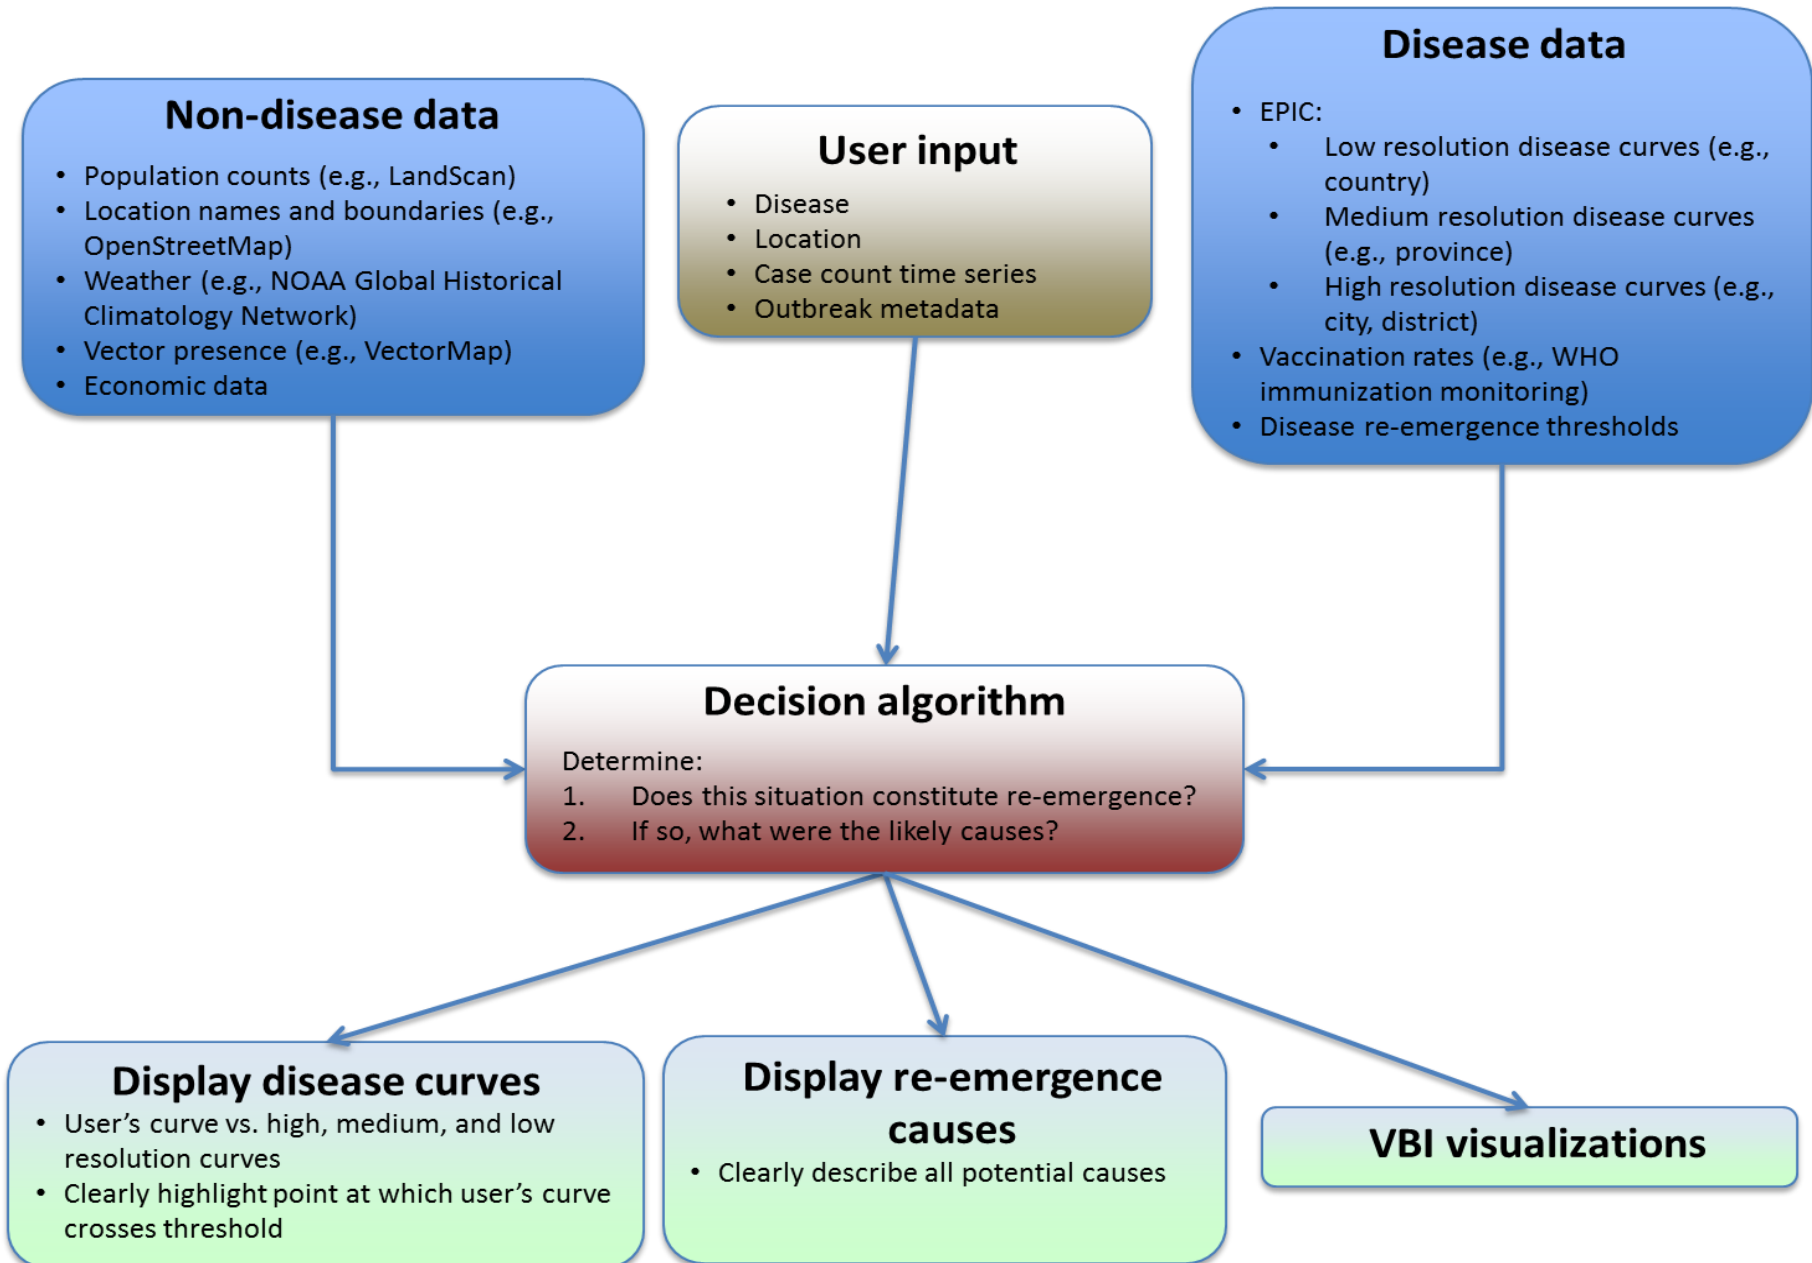 Non-disease data
• Population counts (e.g., LandScan)
• Location names and boundaries (e.g.,
OpenStreetMap)
• Weather (e.g., NOAA Global Historical
Climatology Network)
• Vector presence (e.g., VectorMap)
• Economic data
User input
• Disease
• Location
• Case count time series
• Outbreak metadata
Disease data
• EPIC:
• Low resolution disease curves (e.g.,
country)
• Medium resolution disease curves
(e.g., province)
• High resolution disease curves (e.g.,
city, district)
• Vaccination rates (e.g., WHO
immunization monitoring)
• Disease re-emergence thresholds
Decision algorithm
Determine:
1. Does this situation constitute re-emergence?
2. If so, what were the likely causes?
Display disease curves
• User’s curve vs. high, medium, and low
resolution curves
• Clearly highlight point at which user’s curve
crosses threshold
Display re-emergence
causes
• Clearly describe all potential causes
VBI visualizations